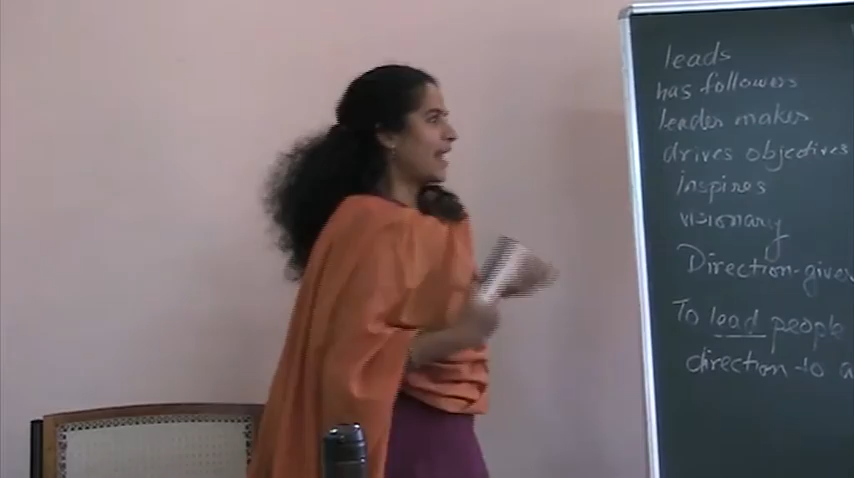 leads
has followers
leader maker
drives objectives
inspires
visionary
Direction-giver
To lead people
direction to a